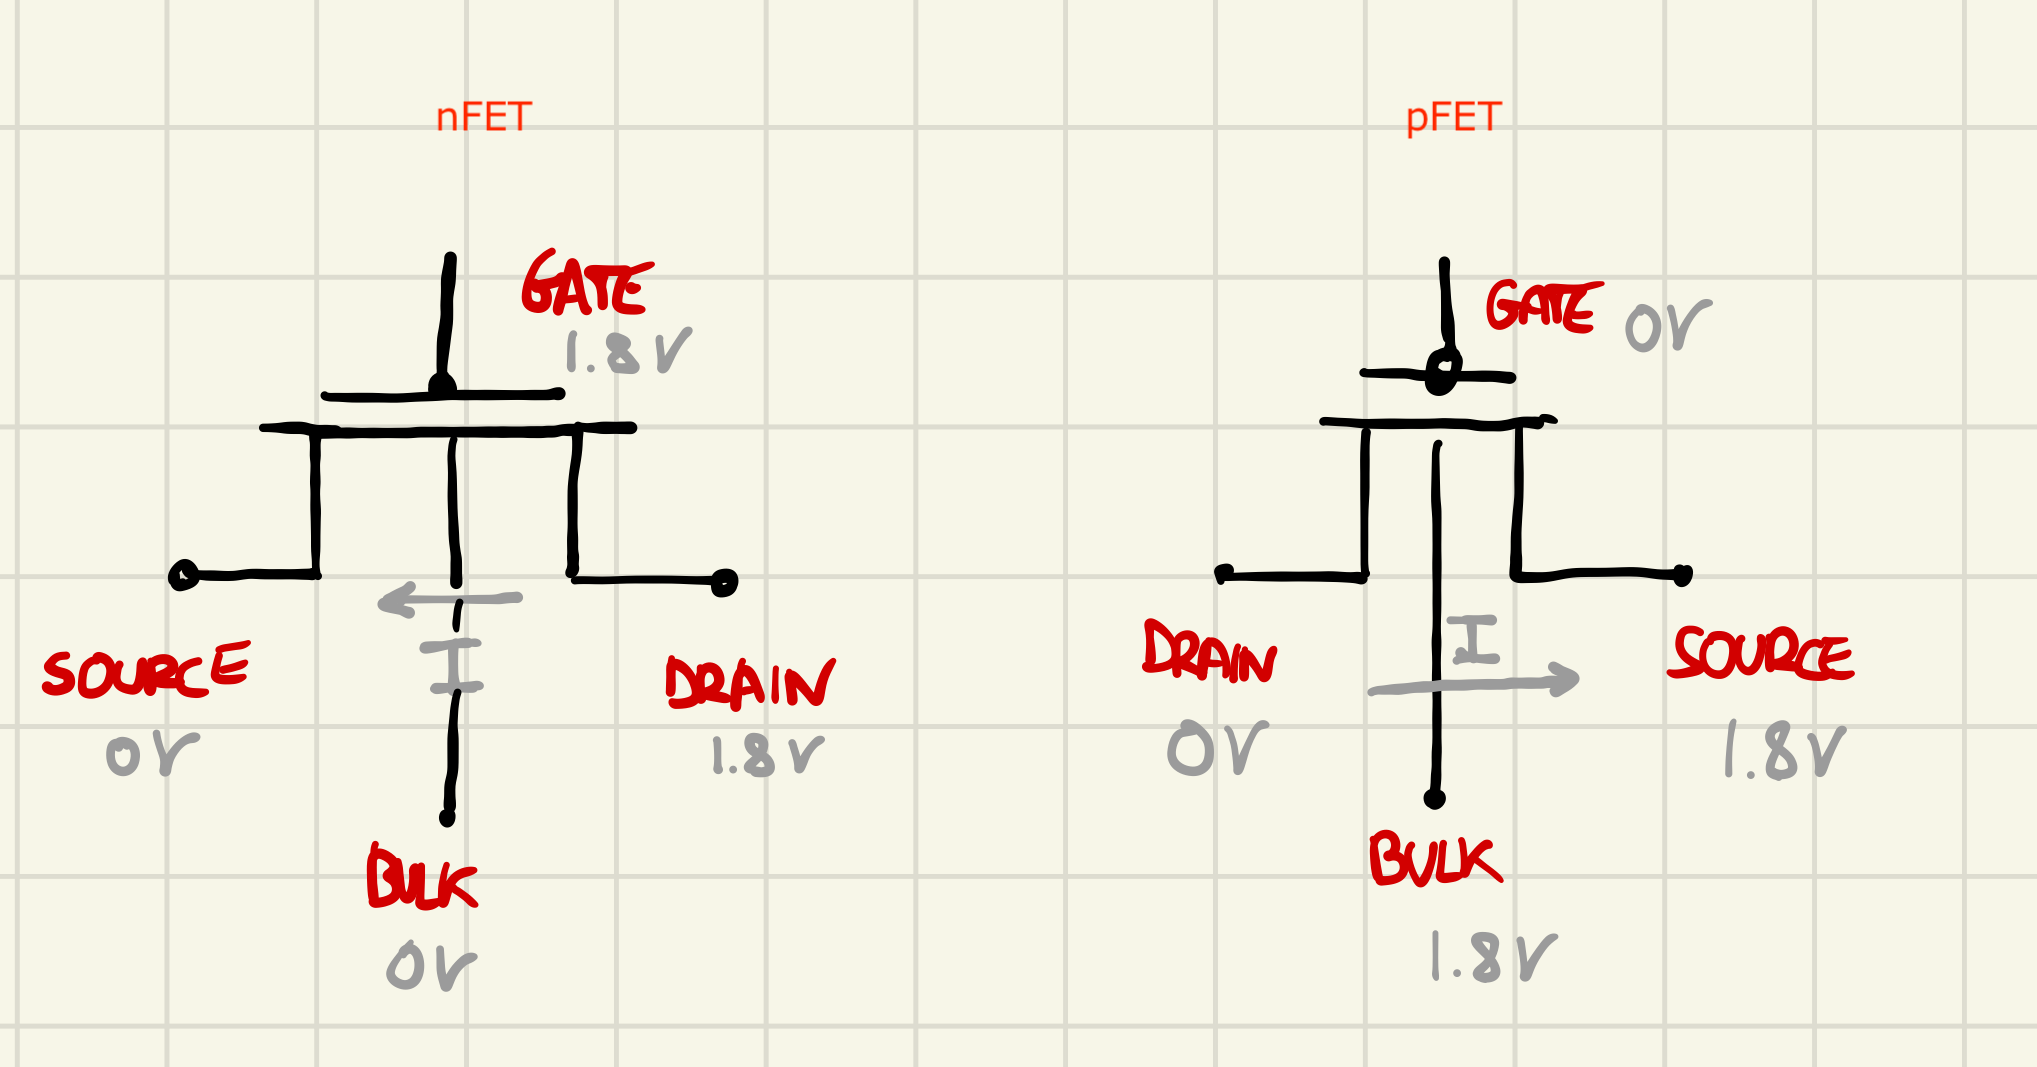 nFET
GATE
1.8V
I
SOURCE
DRAIN
0V
1.8V
BULK
0V
pFET
GATE 0V
I
DRAIN
SOURCE
0V
1.8V
BULK
1.8V